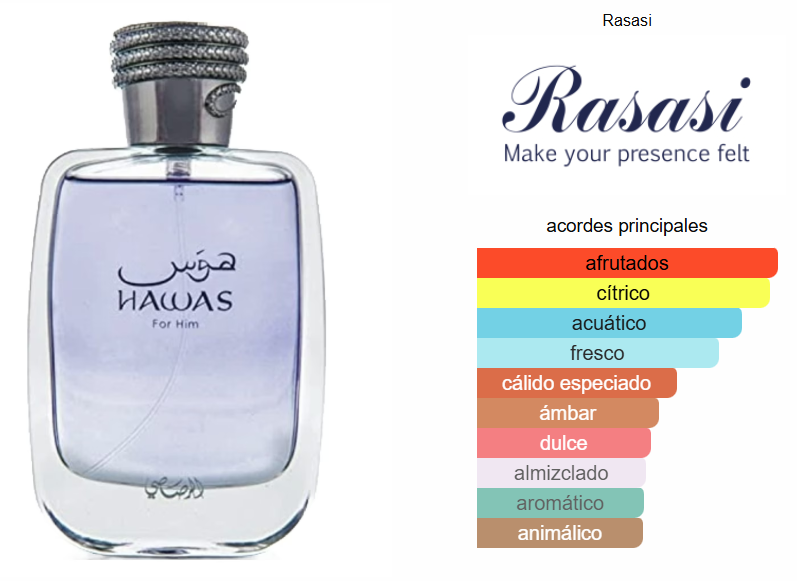 هوس
HAWAS
For Him
الرصاصي
Rasasi
Rasasi
Make your presence felt
acordes principales
afrutados
cítrico
acuático
fresco
cálido especiado
ámbar
dulce
almizclado
aromático
animálico